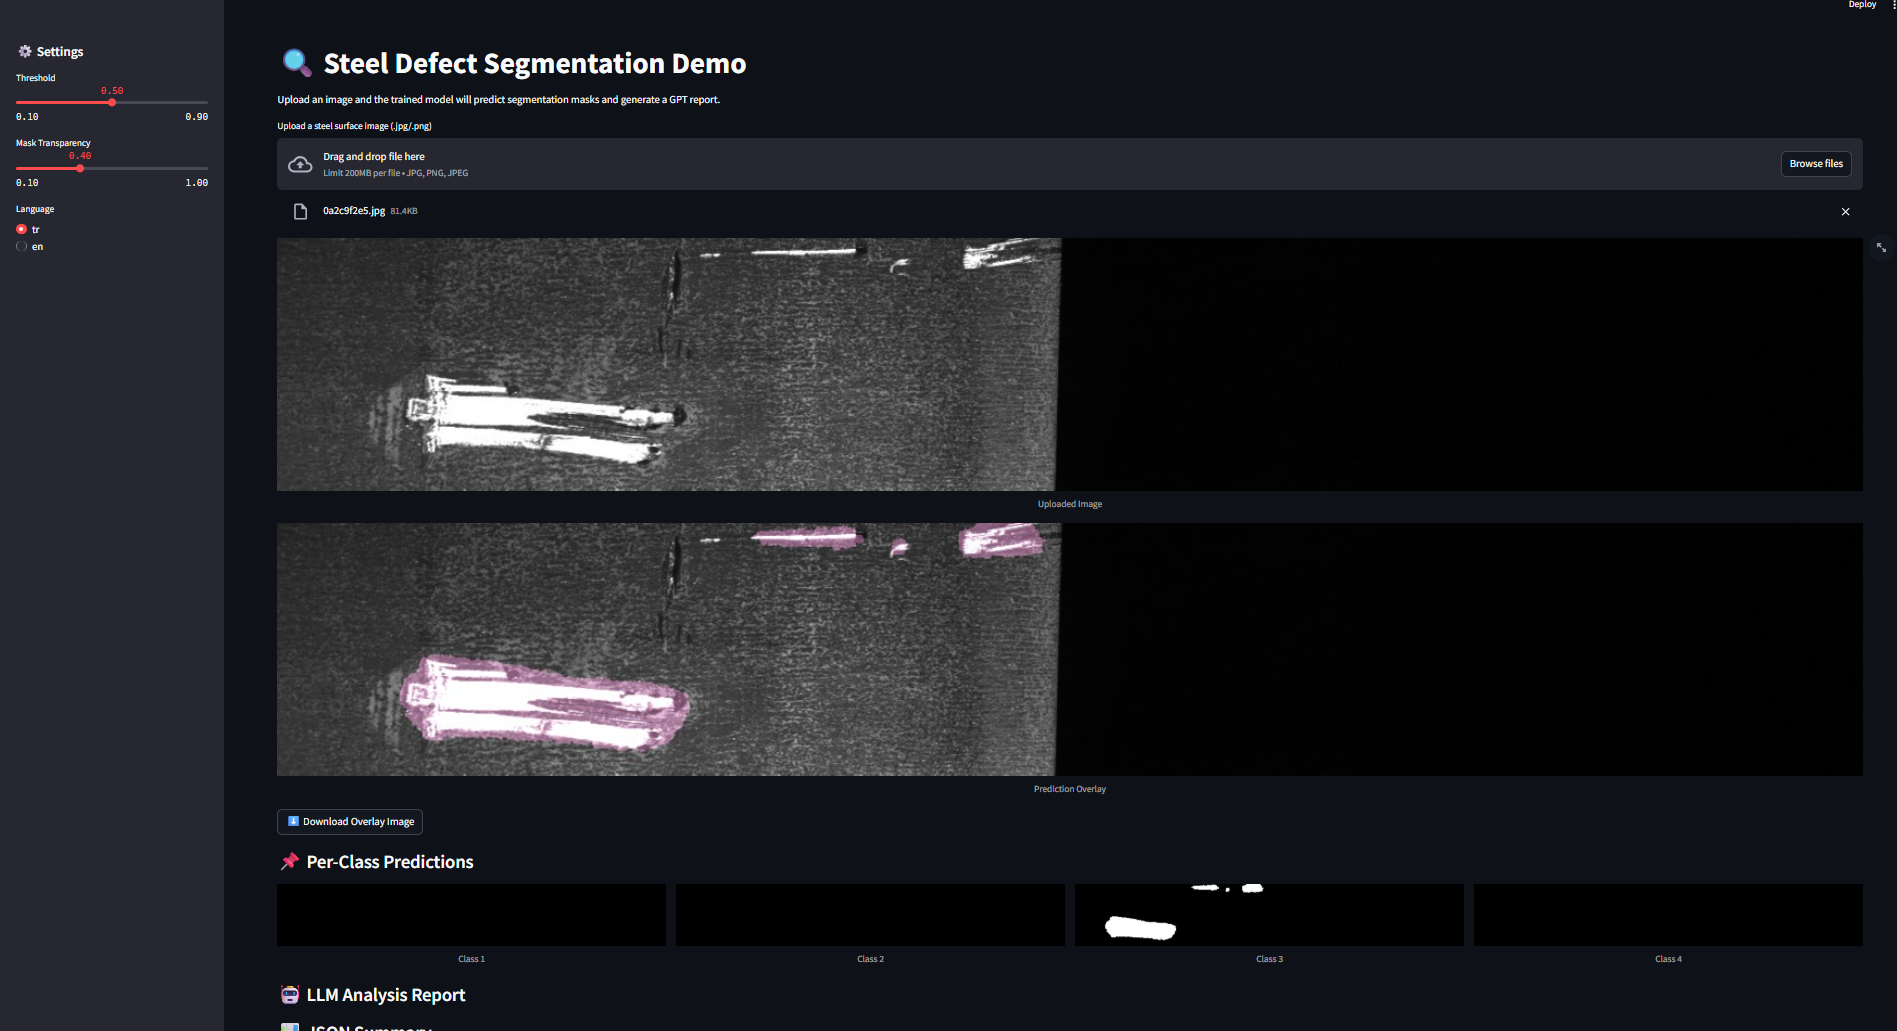 Deploy
Settings
Threshold
0.50
0.10 0.90
Mask Transparency
0.40
0.10 1.00
Language
tr
en
Steel Defect Segmentation Demo
Upload an image and the trained model will predict segmentation masks and generate a GPT report.
Upload a steel surface image (.jpg/.png)
Drag and drop file here
Limit 200MB per file • JPG, PNG, JPEG
Browse files
0a2c9f2e5.jpg 81.4KB
Uploaded Image
Prediction Overlay
Download Overlay Image
Per-Class Predictions
Class 1
Class 2
Class 3
Class 4
LLM Analysis Report
JSON Summary